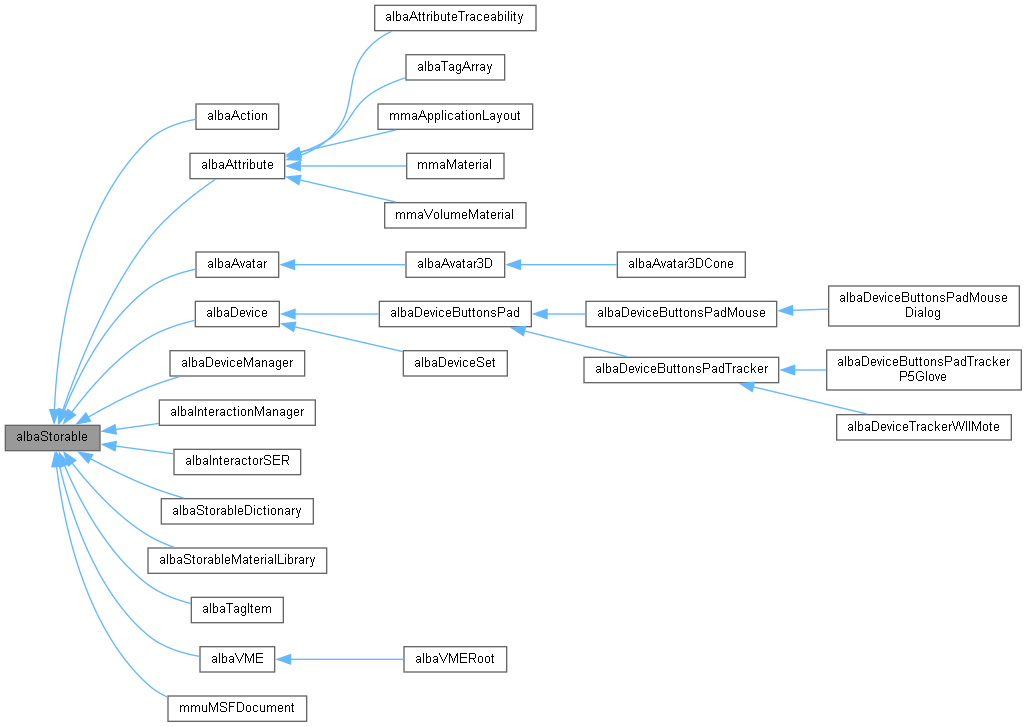 albaAttributeTraceability
albaTagArray
albaAction
mmaApplicationLayout
albaAttribute
mmaMaterial
mmaVolumeMaterial
albaAvatar
albaAvatar3D
albaAvatar3DCone
albaDevice
albaDeviceButtonsPad
albaDeviceButtonsPadMouse
albaDeviceButtonsPadMouse
Dialog
albaDeviceManager
albaDeviceSet
albaDeviceButtonsPadTracker
albaDeviceButtonsPadTracker
P5Glove
albaInteractionManager
albaDeviceTrackerWIIMote
albaStorable
albaInteractorSER
albaStorableDictionary
albaStorableMaterialLibrary
albaTagItem
albaVME
albaVMERoot
mmuMSFDocument